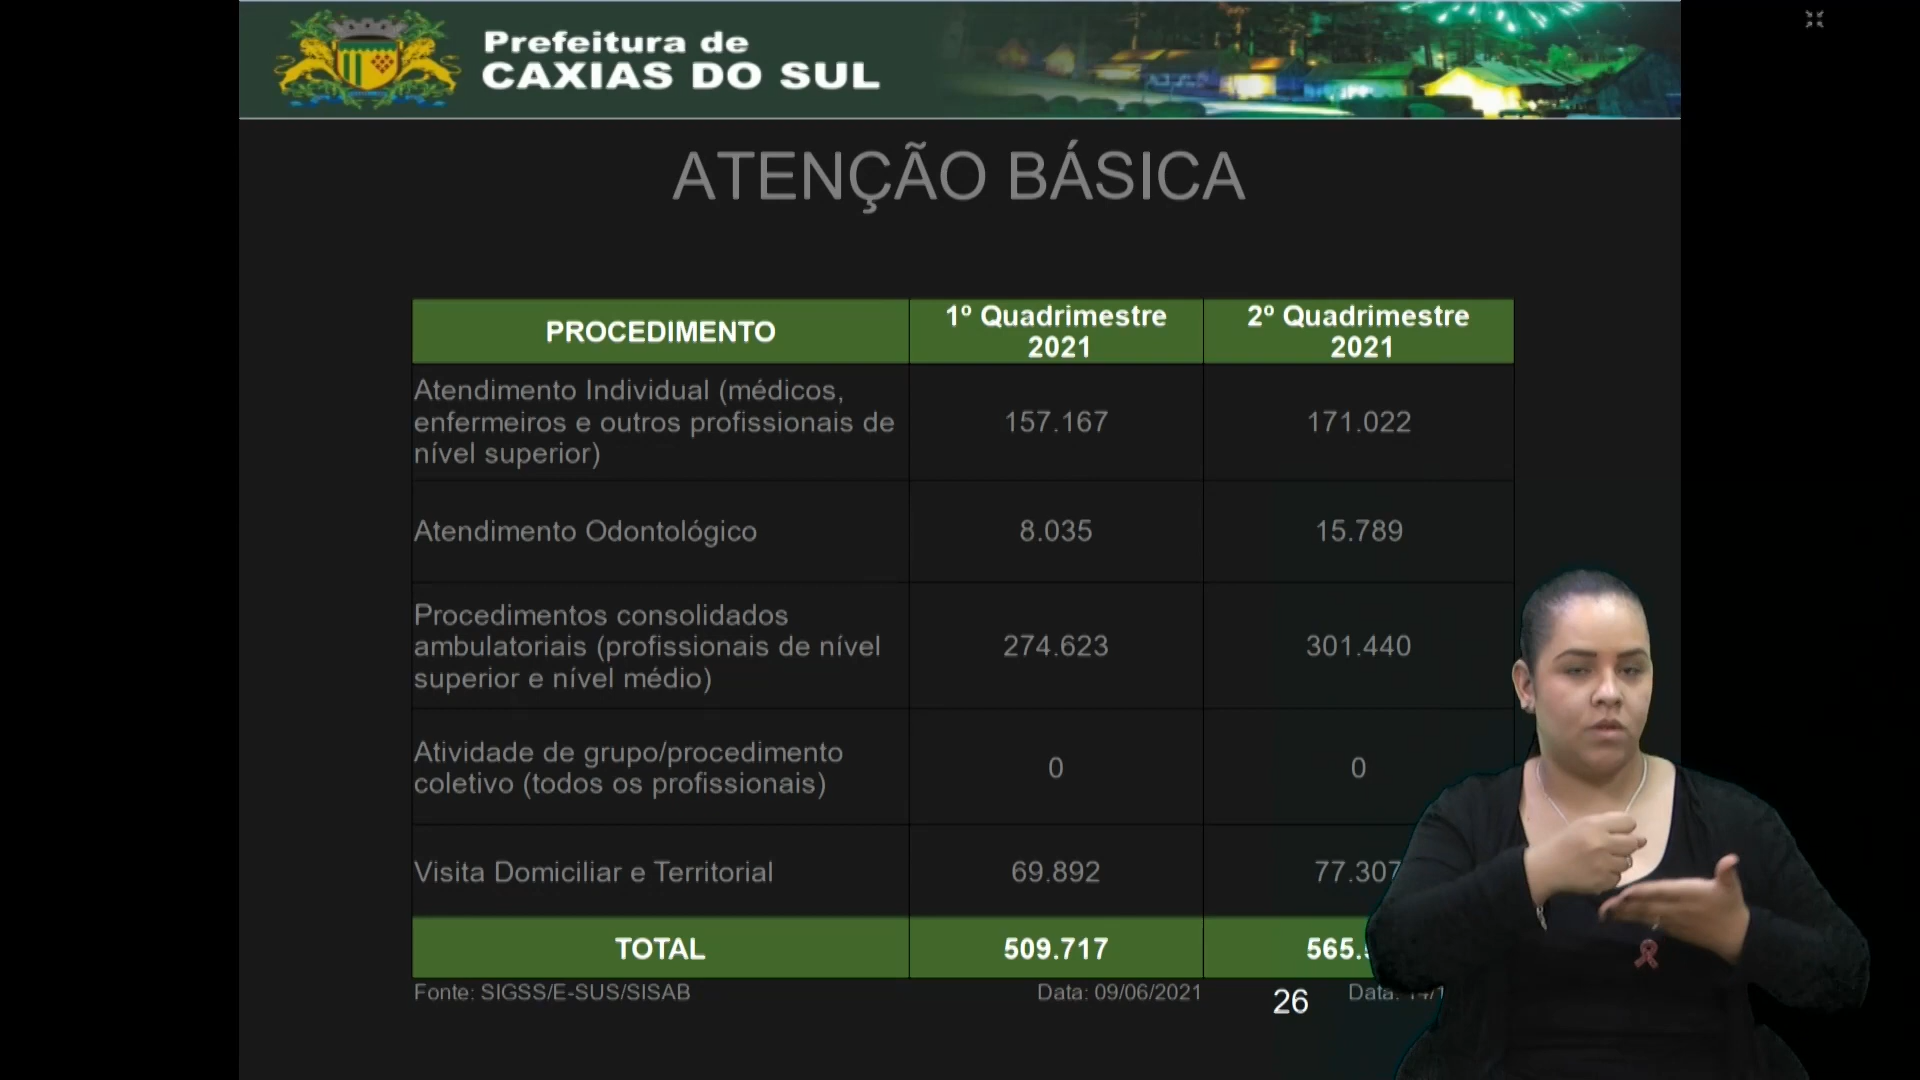 Prefeitura de
CAXIAS DO SUL
ATENÇÃO BÁSICA
PROCEDIMENTO
1º Quadrimestre
2021
2º Quadrimestre
2021
Atendimento Individual (médicos,
enfermeiros e outros profissionais de
nível superior)
157.167
171.022
Atendimento Odontológico
8.035
15.789
Procedimentos consolidados
ambulatoriais (profissionais de nível
superior e nível médio)
274.623
301.440
Atividade de grupo/procedimento
coletivo (todos os profissionais)
0
0
Visita Domiciliar e Territorial
69.892
77.307
TOTAL
509.717
Fonte: SIGSS/E-SUS/SISAB
Data: 09/06/2021
26
Data: